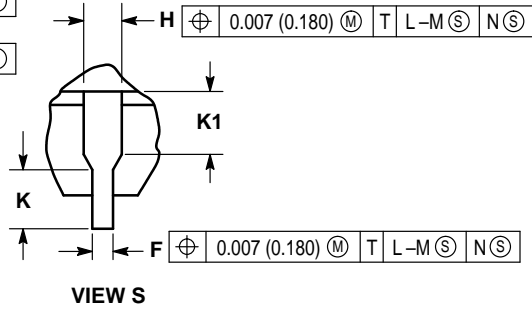 H ⌖ 0.007 (0.180) Ⓜ T L–M Ⓢ N Ⓢ
K1
K
F ⌖ 0.007 (0.180) Ⓜ T L–M Ⓢ N Ⓢ
VIEW S